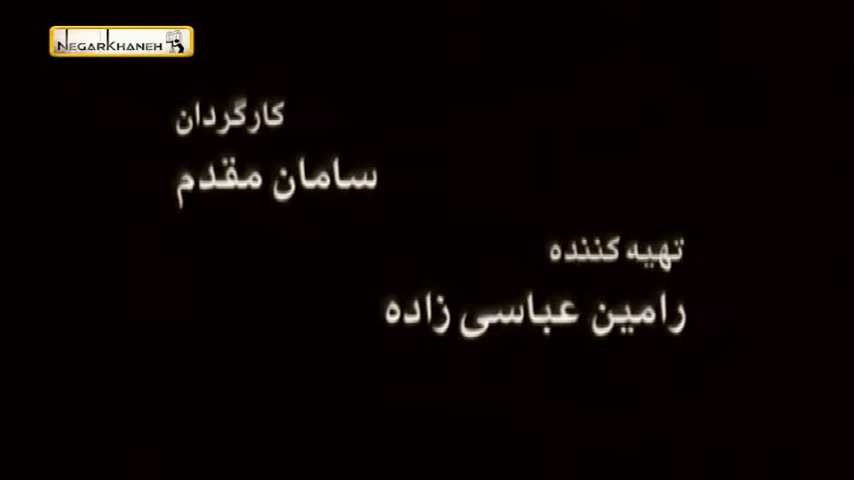 NEGARKHANEH
کارگردان
سامان مقدم
تهیه کننده
رامین عباسی زاده